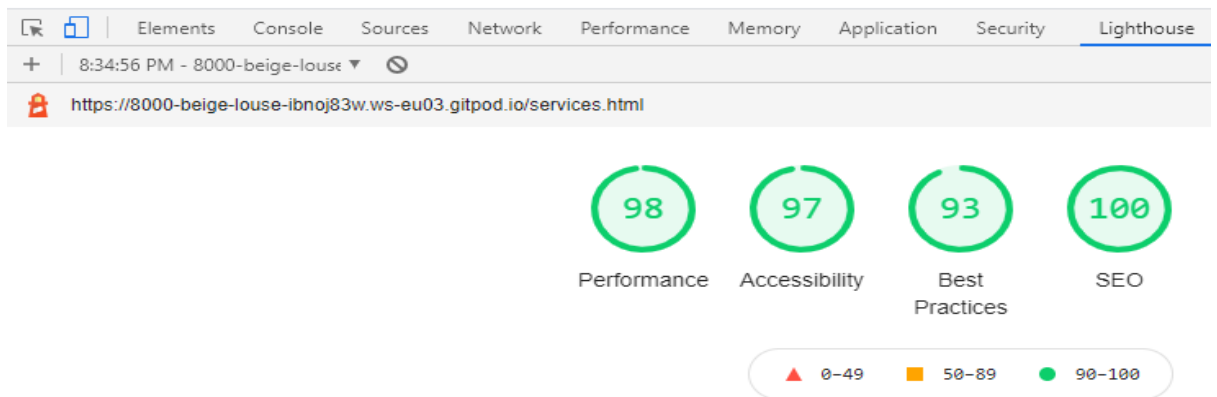 Elements Console Sources Network Performance Memory Application Security Lighthouse
+ 8:34:56 PM - 8000-beige-louse ▼
https://8000-beige-louse-ibnoj83w.ws-eu03.gitpod.io/services.html
98 97 93 100
Performance Accessibility Best Practices SEO
0–49 50–89 90–100